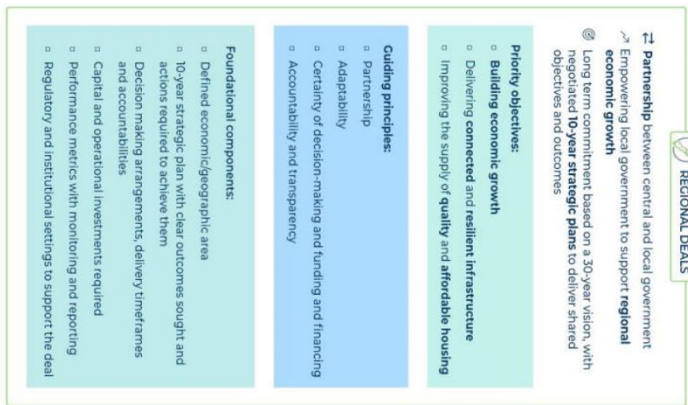 REGIONAL DEALS
Partnership between central and local government
Empowering local government to support regional
economic growth
Long term commitment based on a 30-year vision, with
negotiated 10-year strategic plans to deliver shared
objectives and outcomes
Priority objectives:
Building economic growth
Delivering connected and resilient infrastructure
Improving the supply of quality and affordable housing
Guiding principles:
Partnership
Adaptability
Certainty of decision-making and funding and financing
Accountability and transparency
Foundational components:
Defined economic/geographic area
10-year strategic plan with clear outcomes sought and
actions required to achieve them
Decision making arrangements, delivery timeframes
and accountabilities
Capital and operational investments required
Performance metrics with monitoring and reporting
Regulatory and institutional settings to support the deal